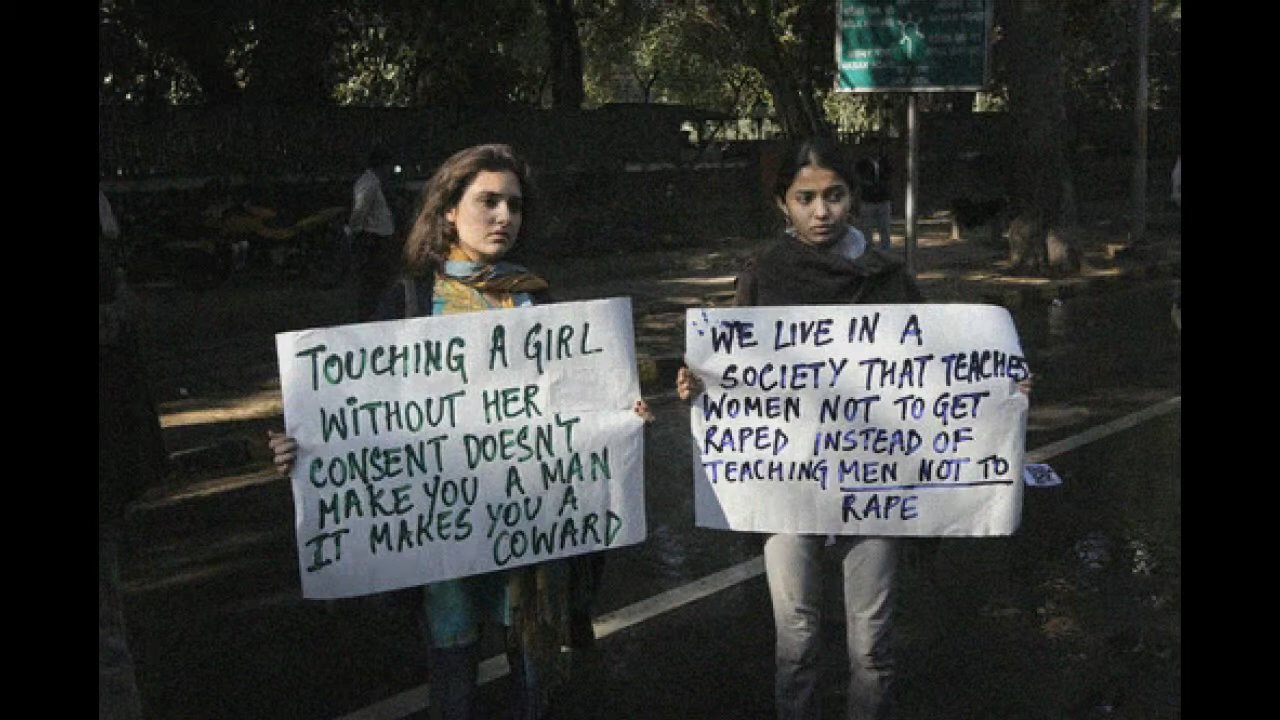 TOUCHING A GIRL
WITHOUT HER
CONSENT DOESN'T
MAKE YOU A MAN
IT MAKES YOU A
COWARD
WE LIVE IN A
SOCIETY THAT TEACHES
WOMEN NOT TO GET
RAPED INSTEAD OF
TEACHING MEN NOT TO
RAPE